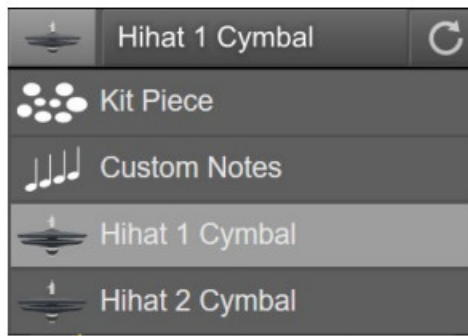 Hihat 1 Cymbal
Kit Piece
Custom Notes
Hihat 1 Cymbal
Hihat 2 Cymbal